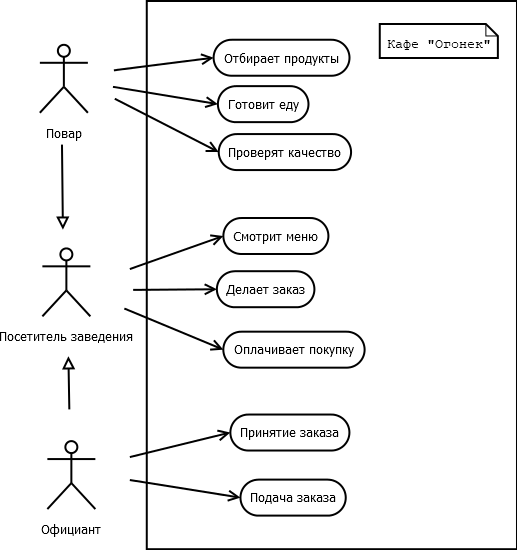 Кафе "Огонек"
Отбирает продукты
Готовит еду
Повар
Проверят качество
Смотрит меню
Делает заказ
Посетитель заведения
Оплачивает покупку
Принятие заказа
Подача заказа
Официант